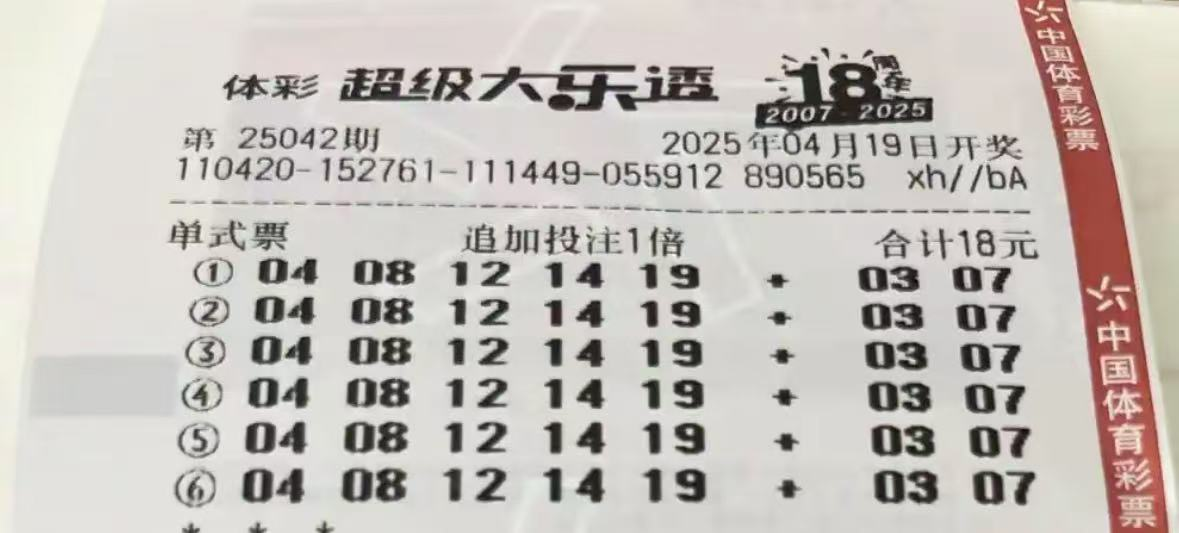 体彩 超级大乐透 18周年
2007-2025
第 25042期 2025年04月19日开奖
110420-152761-111449-055912 890565 xh//bA
单式票 追加投注1倍 合计18元
① 04 08 12 14 19 + 03 07
② 04 08 12 14 19 + 03 07
③ 04 08 12 14 19 + 03 07
④ 04 08 12 14 19 + 03 07
⑤ 04 08 12 14 19 + 03 07
⑥ 04 08 12 14 19 + 03 07
* * *
中国体育彩票
中国体育彩票